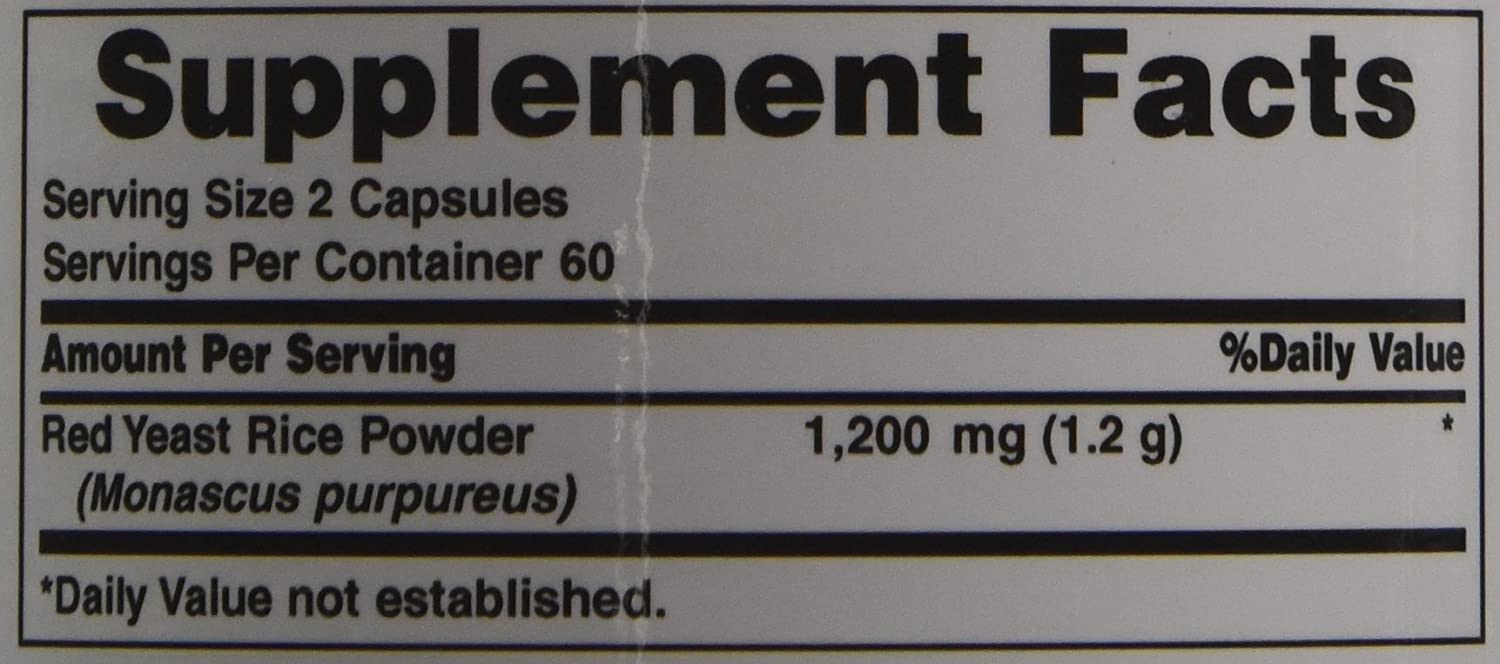 Supplement Facts
Serving Size 2 Capsules
Servings Per Container 60
Amount Per Serving %Daily Value
Red Yeast Rice Powder 1,200 mg (1.2 g) *
(Monascus purpureus)
*Daily Value not established.